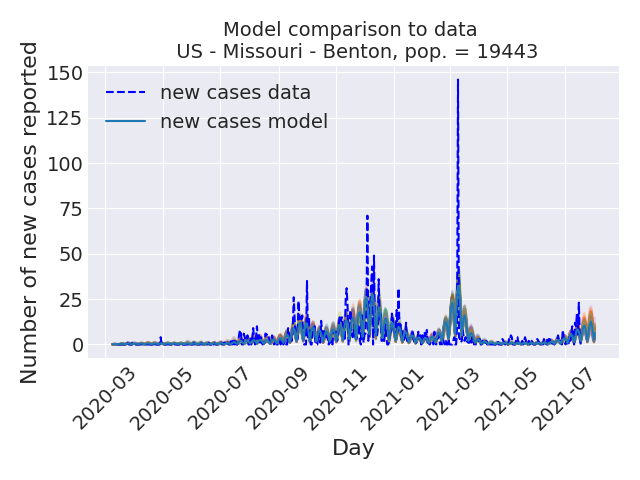 Model comparison to data
US - Missouri - Benton, pop. = 19443
Number of new cases reported
150
125
100
75
50
25
0
new cases data
new cases model
2020-03
2020-05
2020-07
2020-09
2020-11
2021-01
2021-03
2021-05
2021-07
Day